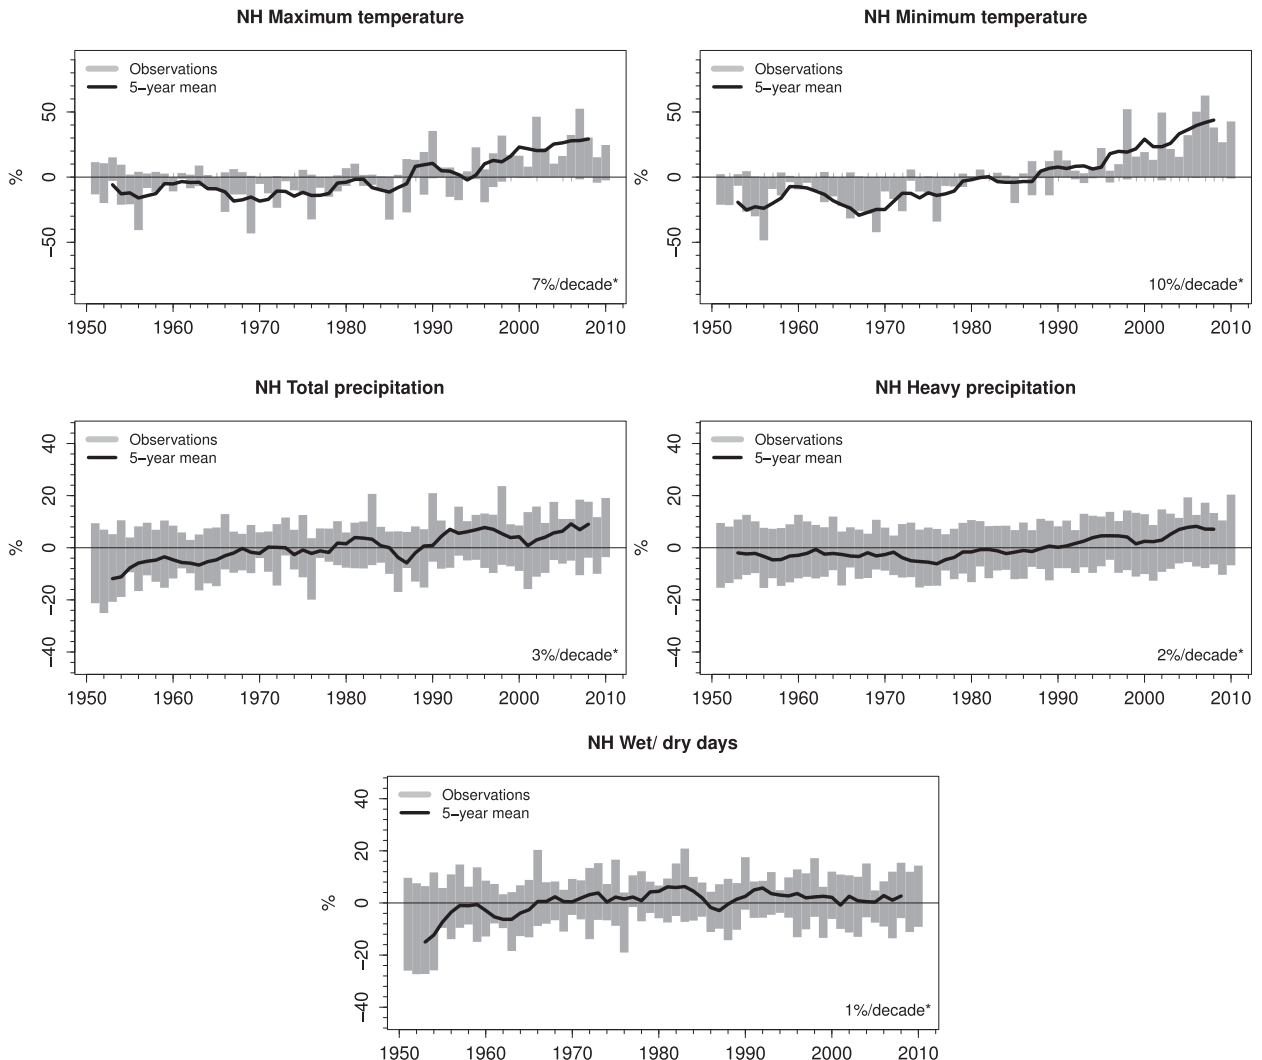 NH Maximum temperature
Observations
5−year mean
%
50
0
−50
7%/decade*
1950 1960 1970 1980 1990 2000 2010
NH Minimum temperature
Observations
5−year mean
%
50
0
−50
10%/decade*
1950 1960 1970 1980 1990 2000 2010
NH Total precipitation
Observations
5−year mean
%
40
20
0
−20
−40
3%/decade*
1950 1960 1970 1980 1990 2000 2010
NH Heavy precipitation
Observations
5−year mean
%
40
20
0
−20
−40
2%/decade*
1950 1960 1970 1980 1990 2000 2010
NH Wet/ dry days
Observations
5−year mean
%
40
20
0
−20
−40
1%/decade*
1950 1960 1970 1980 1990 2000 2010